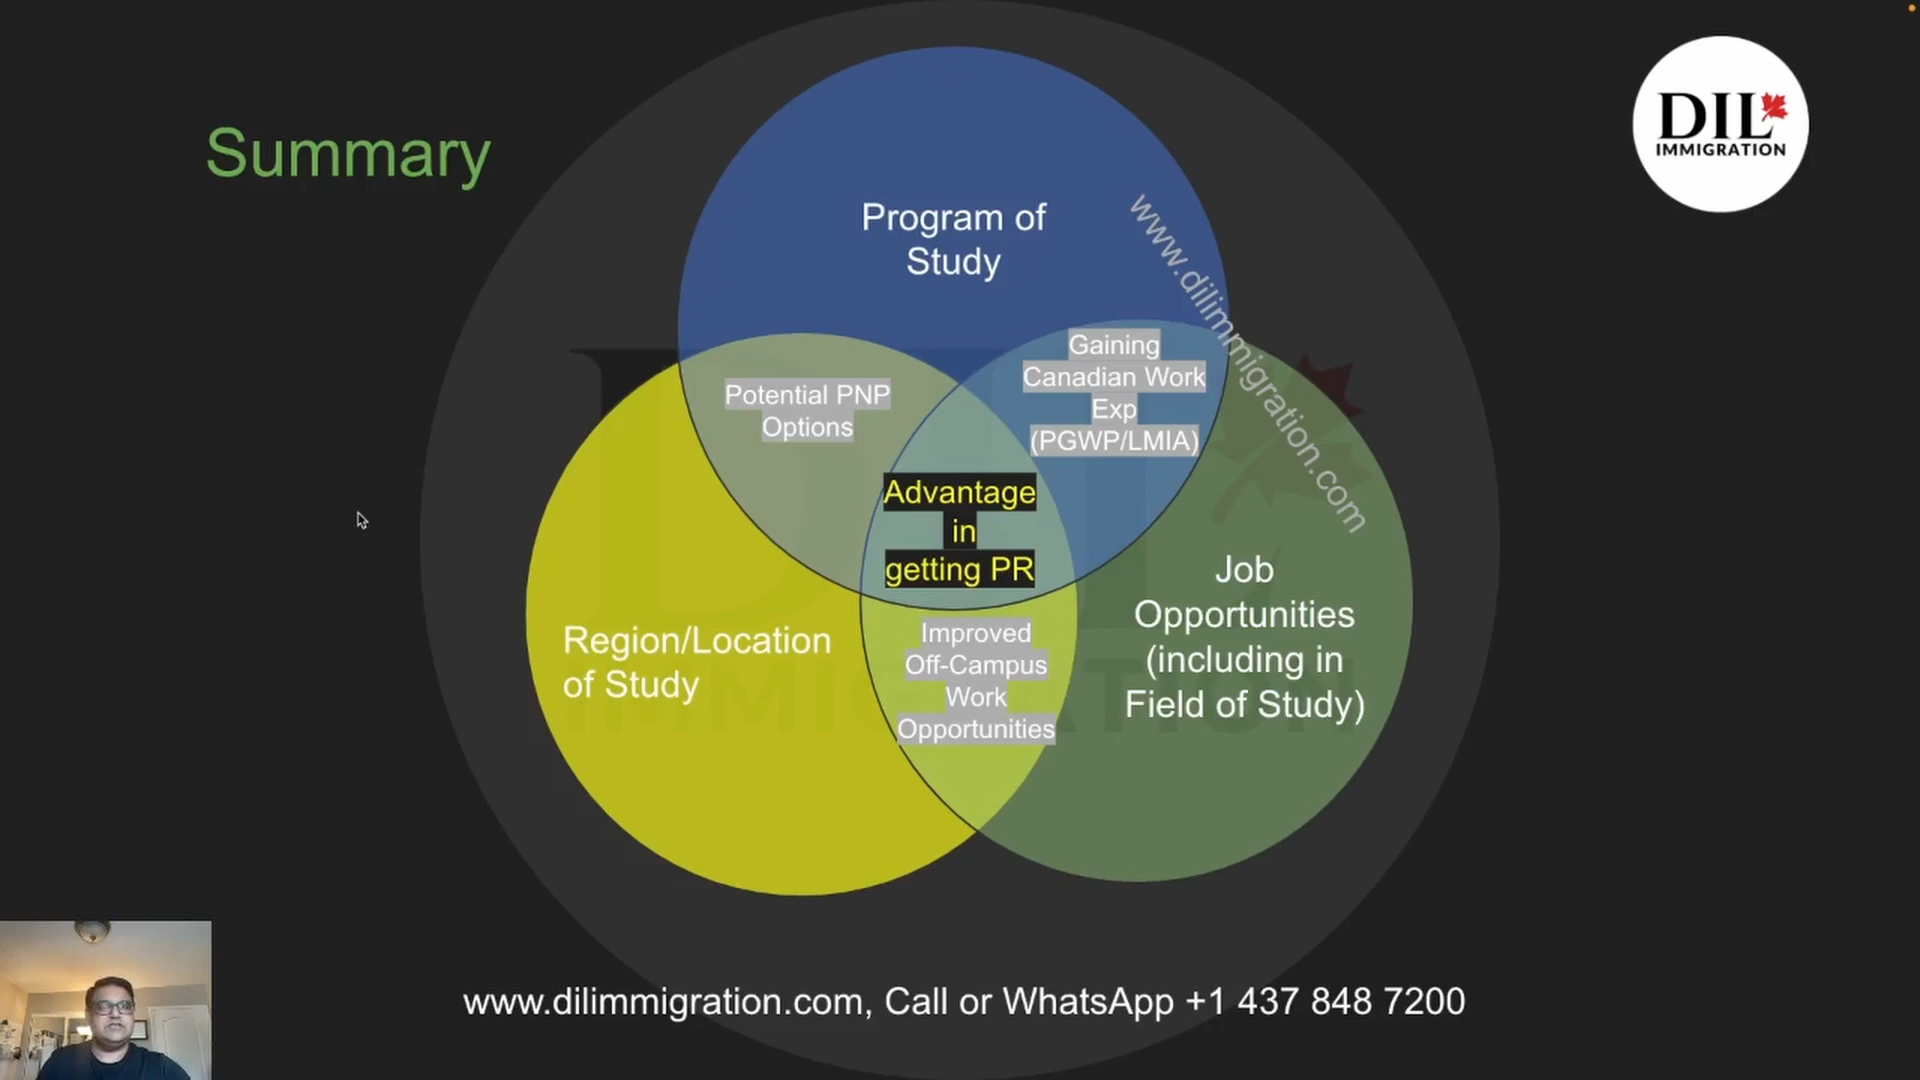 Summary
DIL
IMMIGRATION
Program of
Study
www.dilimmigration.com
Potential PNP
Options
Gaining
Canadian Work
Exp
(PGWP/LMIA)
Advantage
in
getting PR
Region/Location
of Study
Improved
Off-Campus
Work
Opportunities
Job
Opportunities
(including in
Field of Study)
DIL
IMMIGRATION
www.dilimmigration.com, Call or WhatsApp +1 437 848 7200